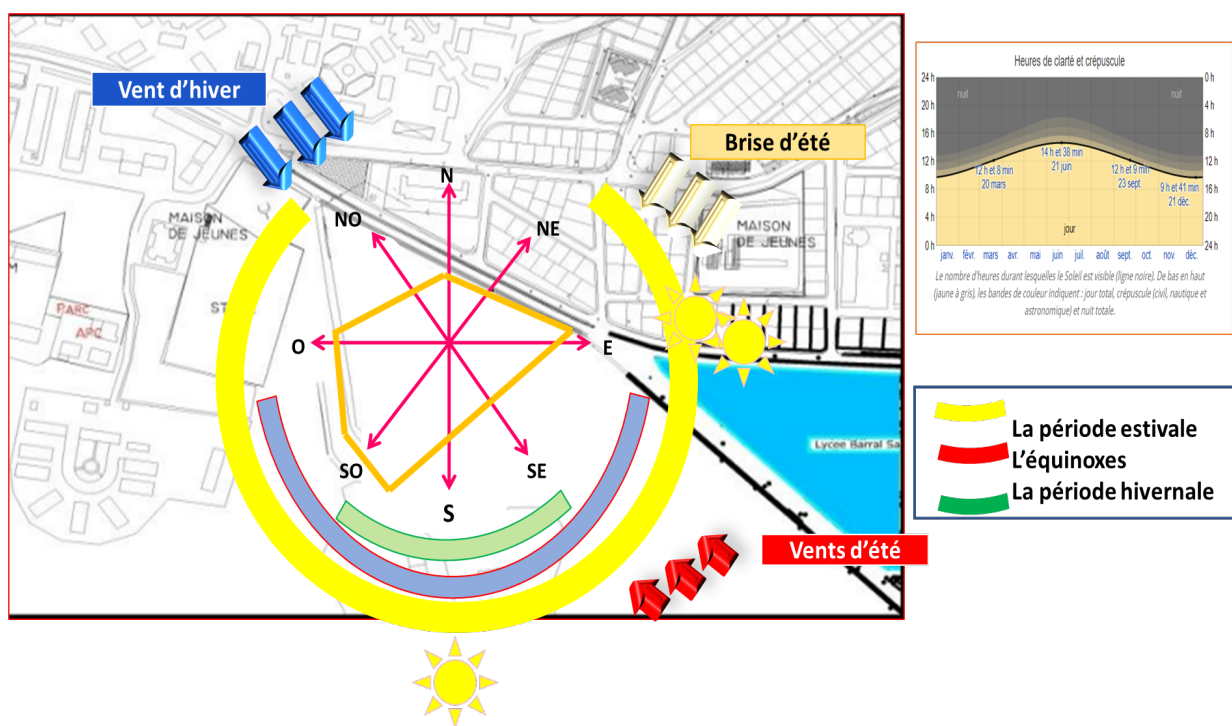 Vent d'hiver
Brise d'été
N
NO
NE
MAISON
DE JEUNES
MAISON
DE JEUNES
PARC
APC
O
E
SO
SE
S
Lycee Barral Sa
Vents d'été
Heures de clarté et crépuscule
24 h
20 h
16 h
12 h
8 h
4 h
0 h
0 h
4 h
8 h
12 h
16 h
20 h
24 h
nuit
nuit
14 h et 38 min
21 juin
12 h et 8 min
20 mars
12 h et 9 min
23 sept.
9 h et 41 min
21 déc.
jour
janv. févr. mars avr. mai juin juil. août sept. oct. nov. déc.
Le nombre d'heures durant lesquelles le Soleil est visible (ligne noire). De bas en haut
(jaune à gris), les bandes de couleur indiquent : jour total, crépuscule (civil, nautique et
astronomique) et nuit totale.
La période estivale
L'équinoxes
La période hivernale